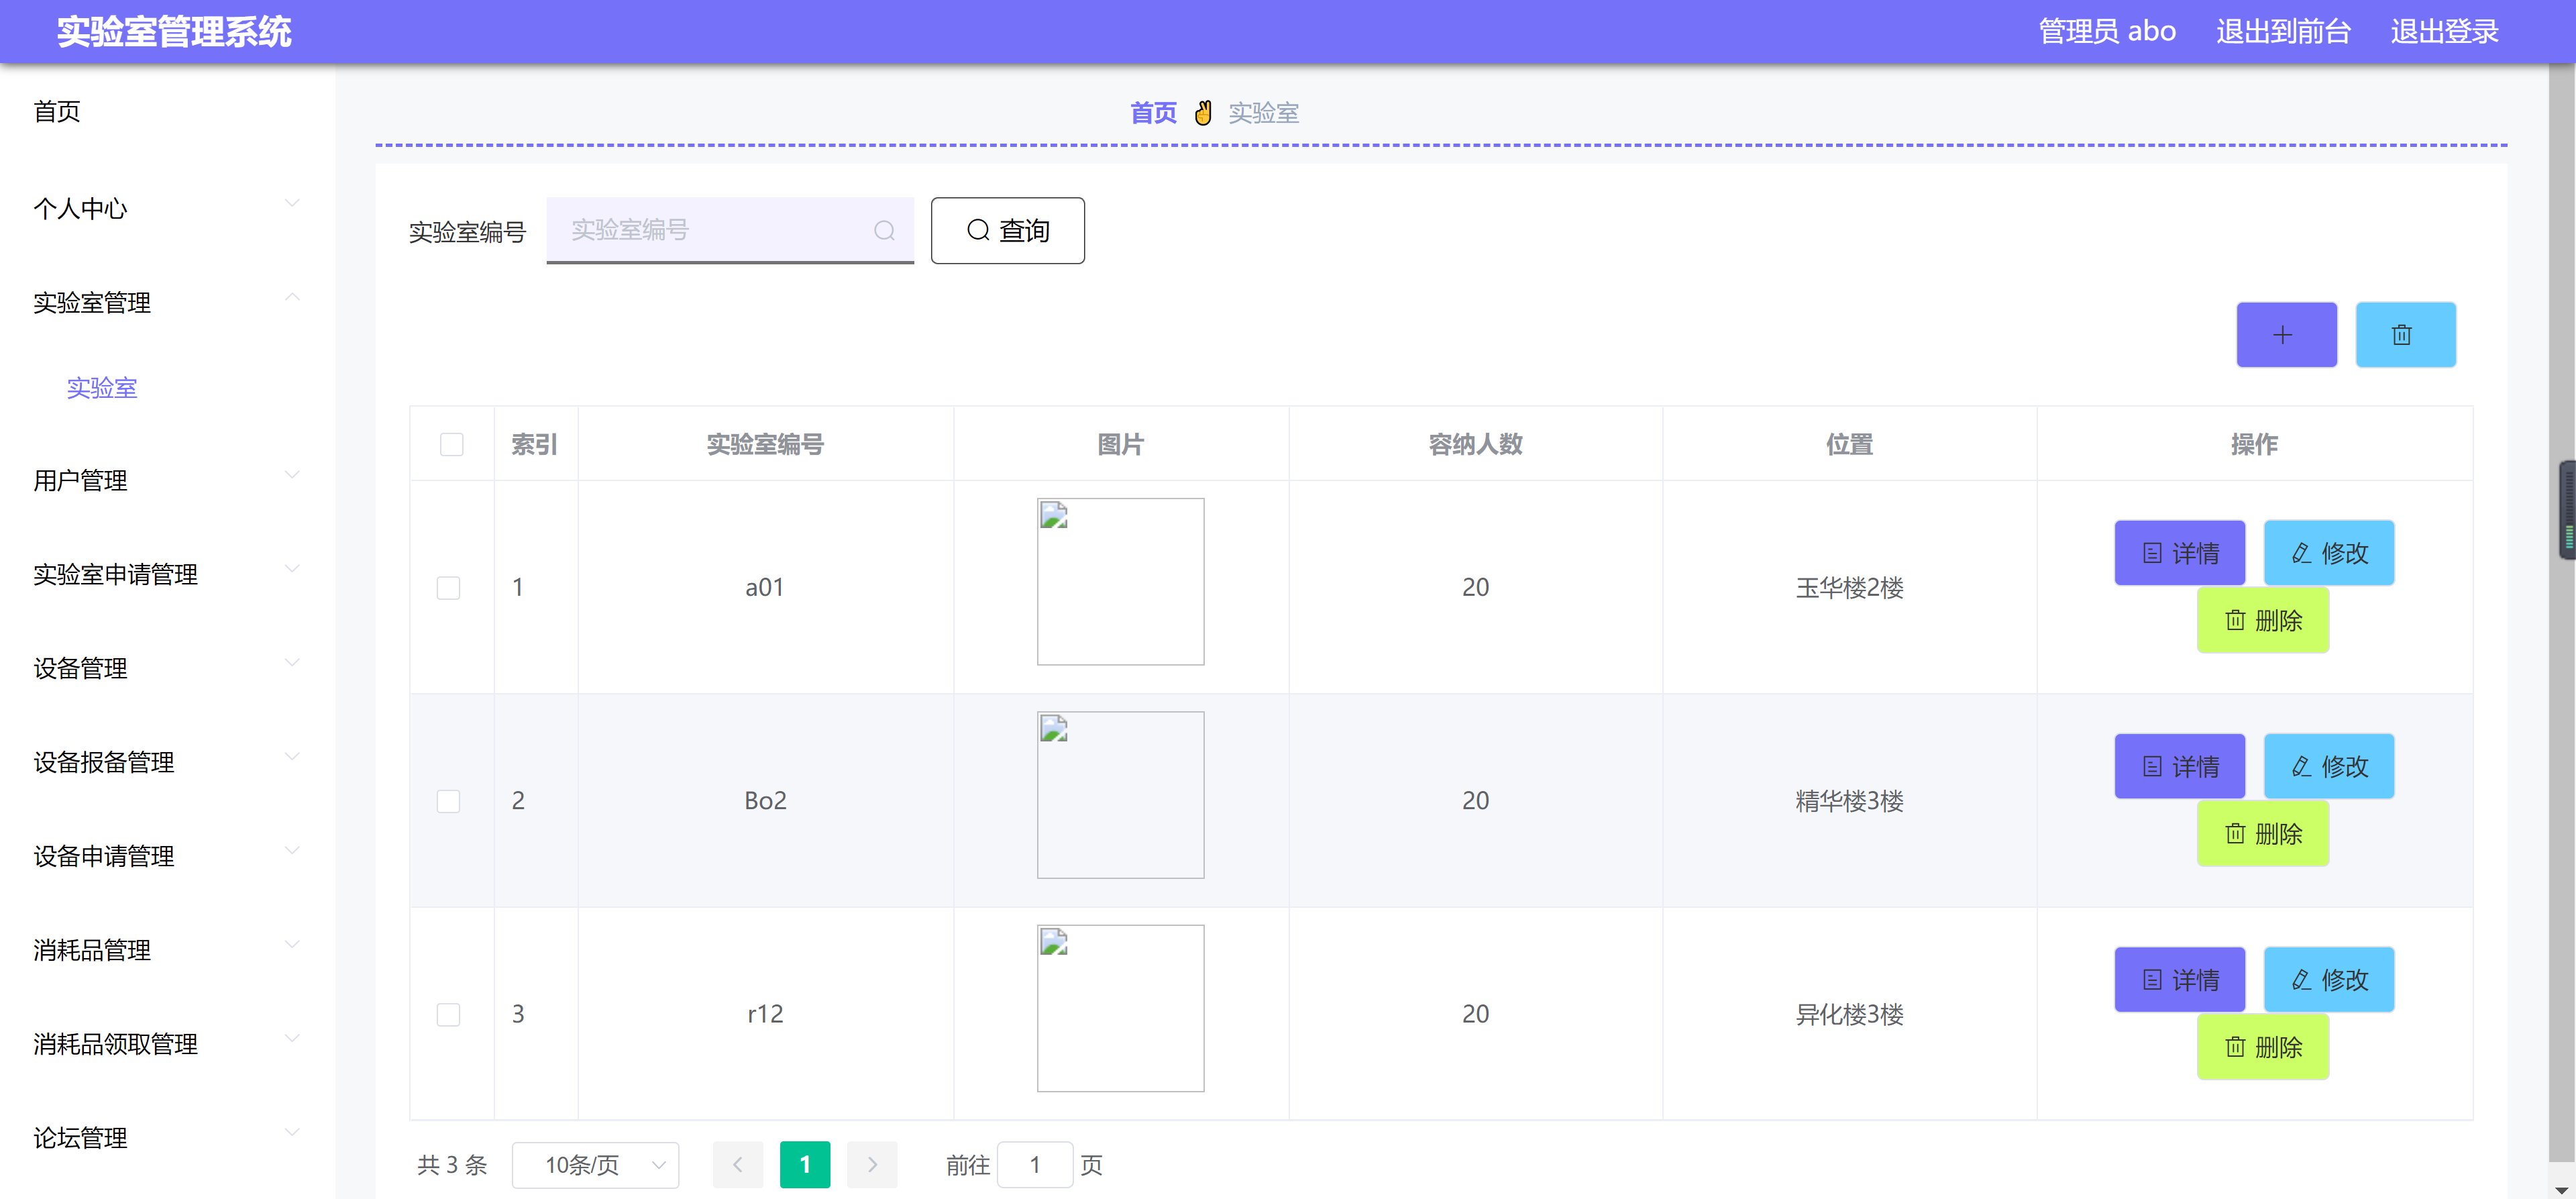 实验室管理系统
管理员 abo 退出到前台 退出登录
首页
个人中心
实验室管理
实验室
用户管理
实验室申请管理
设备管理
设备报备管理
设备申请管理
消耗品管理
消耗品领取管理
论坛管理
首页 ✌ 实验室
实验室编号 实验室编号 查询
索引 实验室编号 图片 容纳人数 位置 操作
1 a01 20 玉华楼2楼 详情 修改
删除
2 Bo2 20 精华楼3楼 详情 修改
删除
3 r12 20 异化楼3楼 详情 修改
删除
共 3 条 10条/页 1 前往 1 页